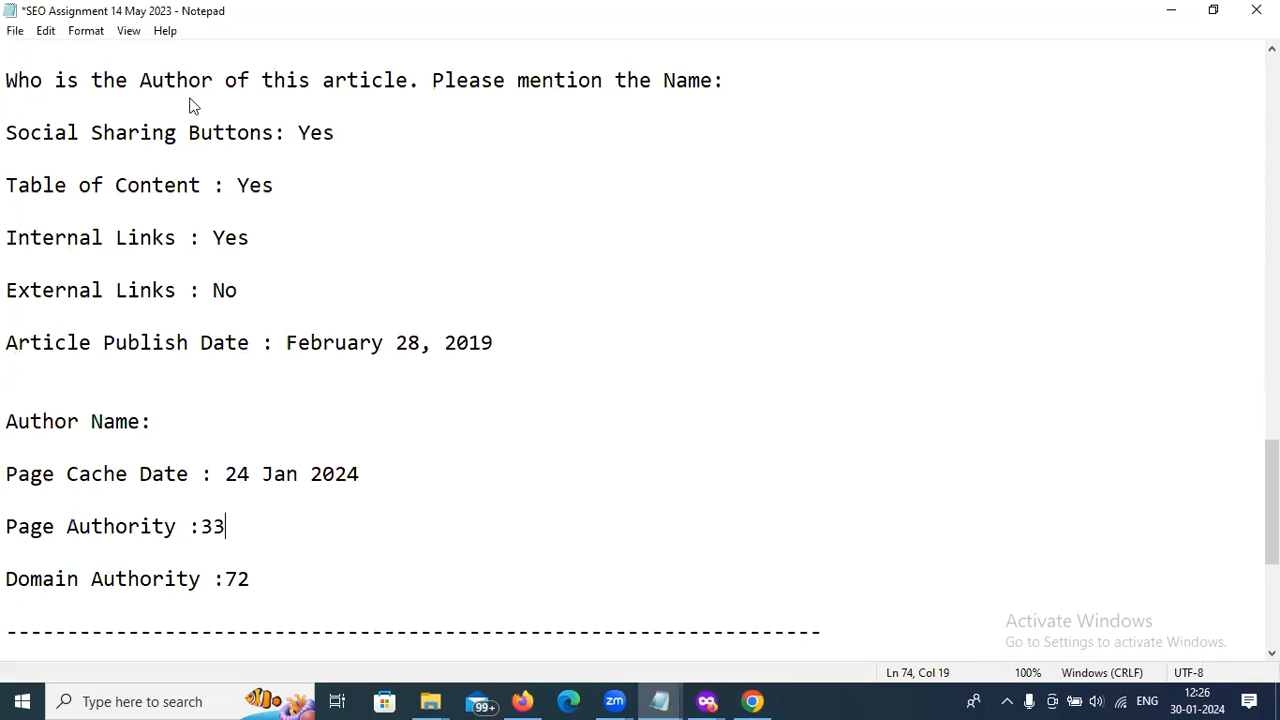 *SEO Assignment 14 May 2023 - Notepad
File Edit Format View Help
Who is the Author of this article. Please mention the Name:
Social Sharing Buttons: Yes
Table of Content : Yes
Internal Links : Yes
External Links : No
Article Publish Date : February 28, 2019
Author Name:
Page Cache Date : 24 Jan 2024
Page Authority :33
Domain Authority :72
-------------------------------------------------------------------
Activate Windows
Go to Settings to activate Windows.
Ln 74, Col 19 100% Windows (CRLF) UTF-8
Type here to search 99+ zm ENG 12:26
30-01-2024